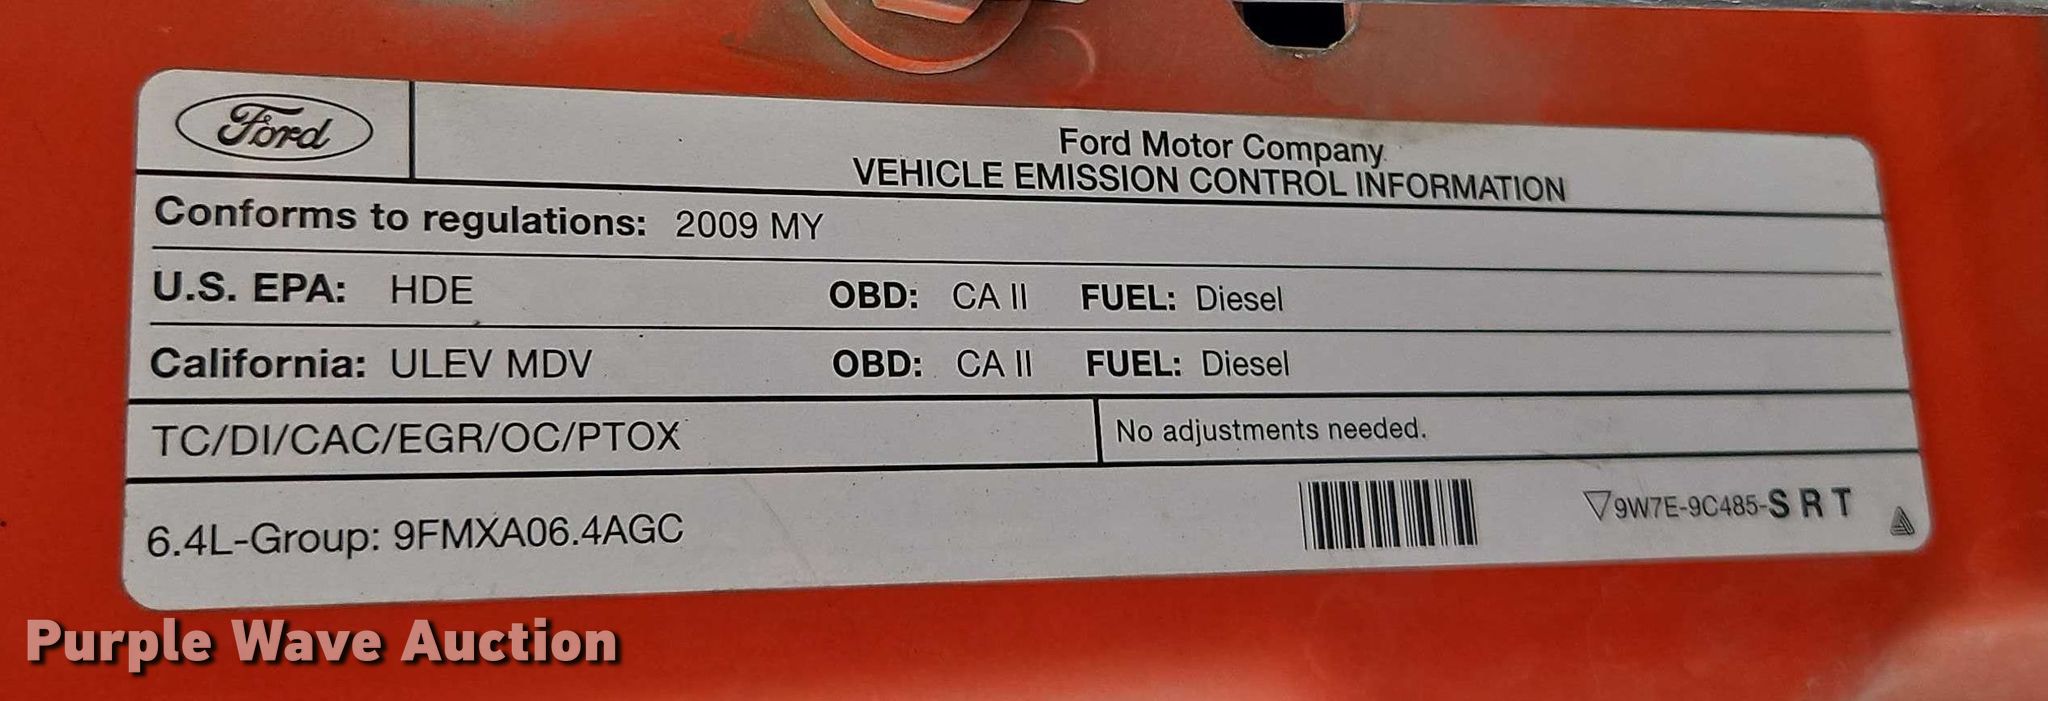 Ford
Ford Motor Company
VEHICLE EMISSION CONTROL INFORMATION
Conforms to regulations: 2009 MY
U.S. EPA: HDE OBD: CA II FUEL: Diesel
California: ULEV MDV OBD: CA II FUEL: Diesel
TC/DI/CAC/EGR/OC/PTOX No adjustments needed.
6.4L-Group: 9FMXA06.4AGC 9W7E-9C485-S R T
Purple Wave Auction